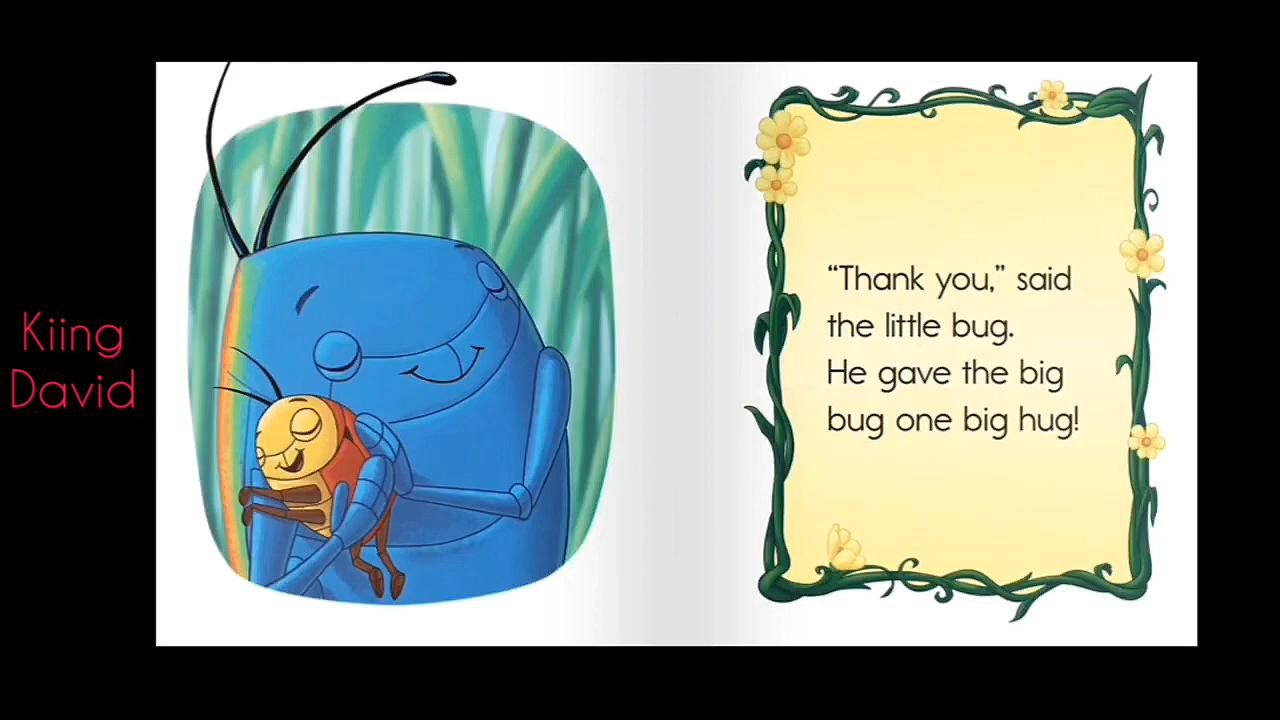 Kiing
David
“Thank you,” said
the little bug.
He gave the big
bug one big hug!